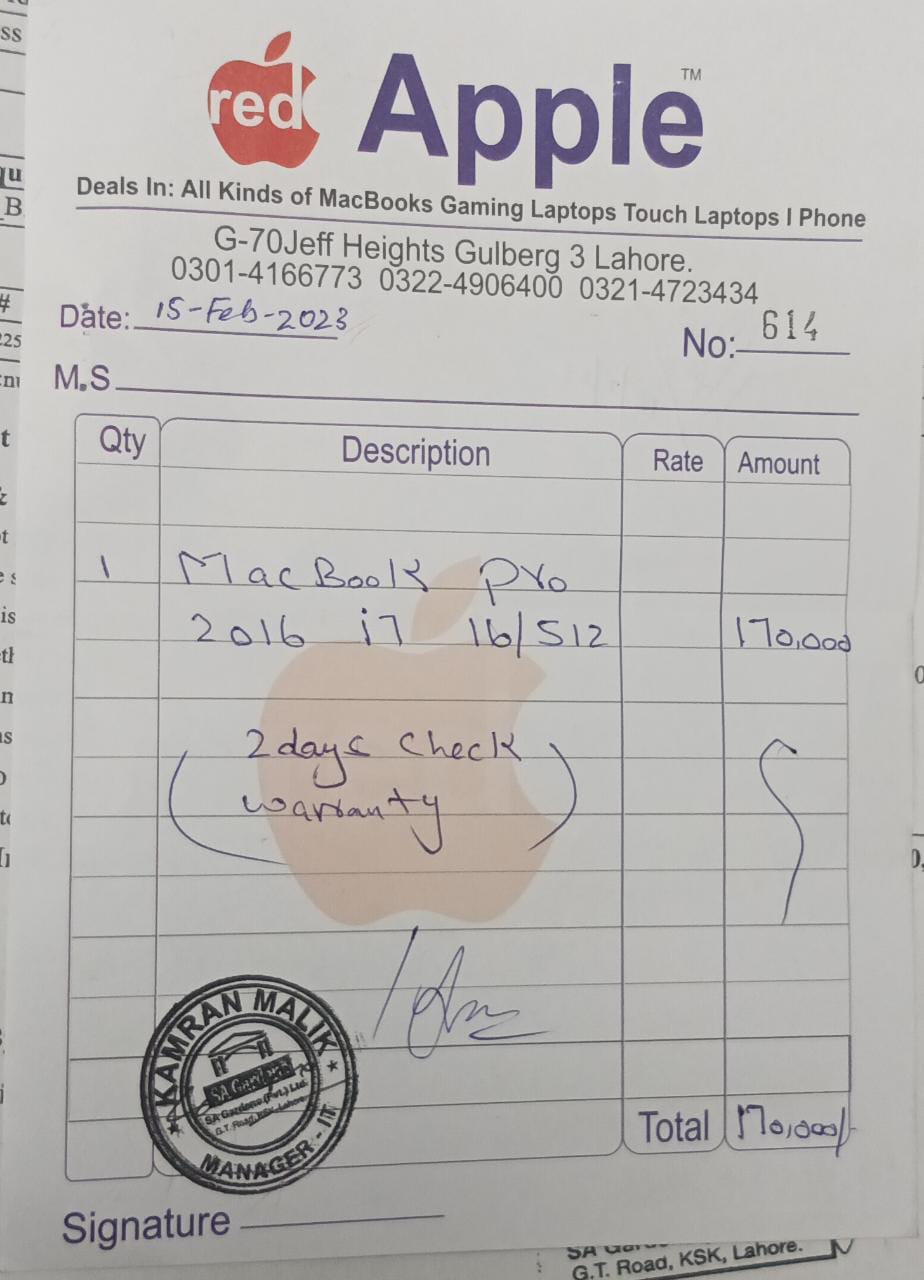 red Apple TM
Deals In: All Kinds of MacBooks Gaming Laptops Touch Laptops I Phone
G-70Jeff Heights Gulberg 3 Lahore.
0301-4166773 0322-4906400 0321-4723434
Date: 15-Feb-2023
No:- 614
M.S
Qty Description Rate Amount
1 MacBook Pro
2016 i7 16/512 170,000
(2days check
warranty)
KAMRAN MALIK
SA Gardens
SA Gardens (Pvt.) Ltd.
G.T. Road, KSK, Lahore.
MANAGER - IT
Total 170,000/-
Signature
G.T. Road, KSK, Lahore.